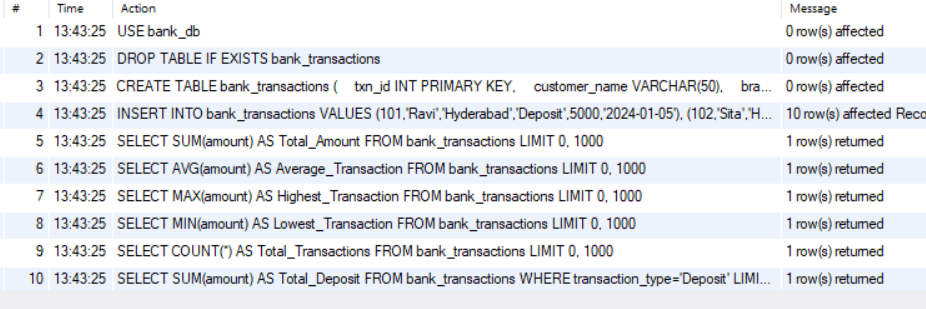 # Time Action Message
1 13:43:25 USE bank_db 0 row(s) affected
2 13:43:25 DROP TABLE IF EXISTS bank_transactions 0 row(s) affected
3 13:43:25 CREATE TABLE bank_transactions ( txn_id INT PRIMARY KEY, customer_name VARCHAR(50), bra... 0 row(s) affected
4 13:43:25 INSERT INTO bank_transactions VALUES (101,'Ravi','Hyderabad','Deposit',5000,'2024-01-05'), (102,'Sita','H... 10 row(s) affected Reco
5 13:43:25 SELECT SUM(amount) AS Total_Amount FROM bank_transactions LIMIT 0, 1000 1 row(s) returned
6 13:43:25 SELECT AVG(amount) AS Average_Transaction FROM bank_transactions LIMIT 0, 1000 1 row(s) returned
7 13:43:25 SELECT MAX(amount) AS Highest_Transaction FROM bank_transactions LIMIT 0, 1000 1 row(s) returned
8 13:43:25 SELECT MIN(amount) AS Lowest_Transaction FROM bank_transactions LIMIT 0, 1000 1 row(s) returned
9 13:43:25 SELECT COUNT(*) AS Total_Transactions FROM bank_transactions LIMIT 0, 1000 1 row(s) returned
10 13:43:25 SELECT SUM(amount) AS Total_Deposit FROM bank_transactions WHERE transaction_type='Deposit' LIMI... 1 row(s) returned